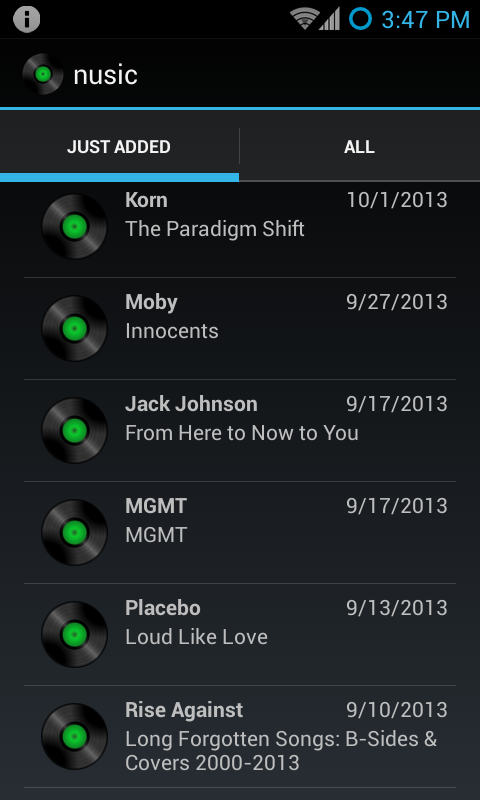 3:47 PM
nusic
JUST ADDED ALL
Korn 10/1/2013
The Paradigm Shift
Moby 9/27/2013
Innocents
Jack Johnson 9/17/2013
From Here to Now to You
MGMT 9/17/2013
MGMT
Placebo 9/13/2013
Loud Like Love
Rise Against 9/10/2013
Long Forgotten Songs: B-Sides &
Covers 2000-2013